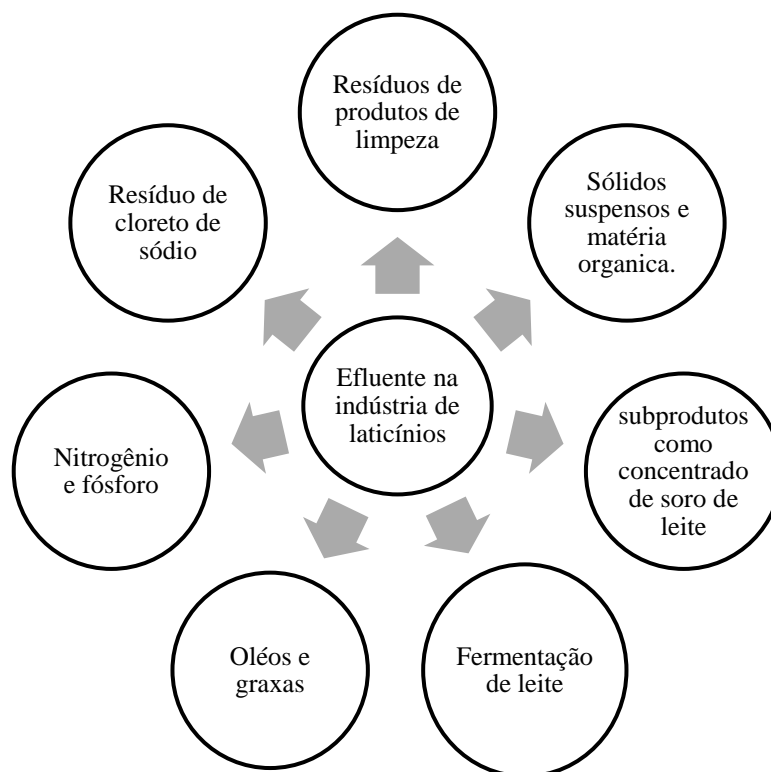 Resíduos de
produtos de
limpeza
Sólidos
suspensos e
matéria
organica.
subprodutos
como
concentrado
de soro de
leite
Fermentação
de leite
Oléos e
graxas
Nitrogênio
e fósforo
Resíduo de
cloreto de
sódio
Efluente na
indústria de
laticínios